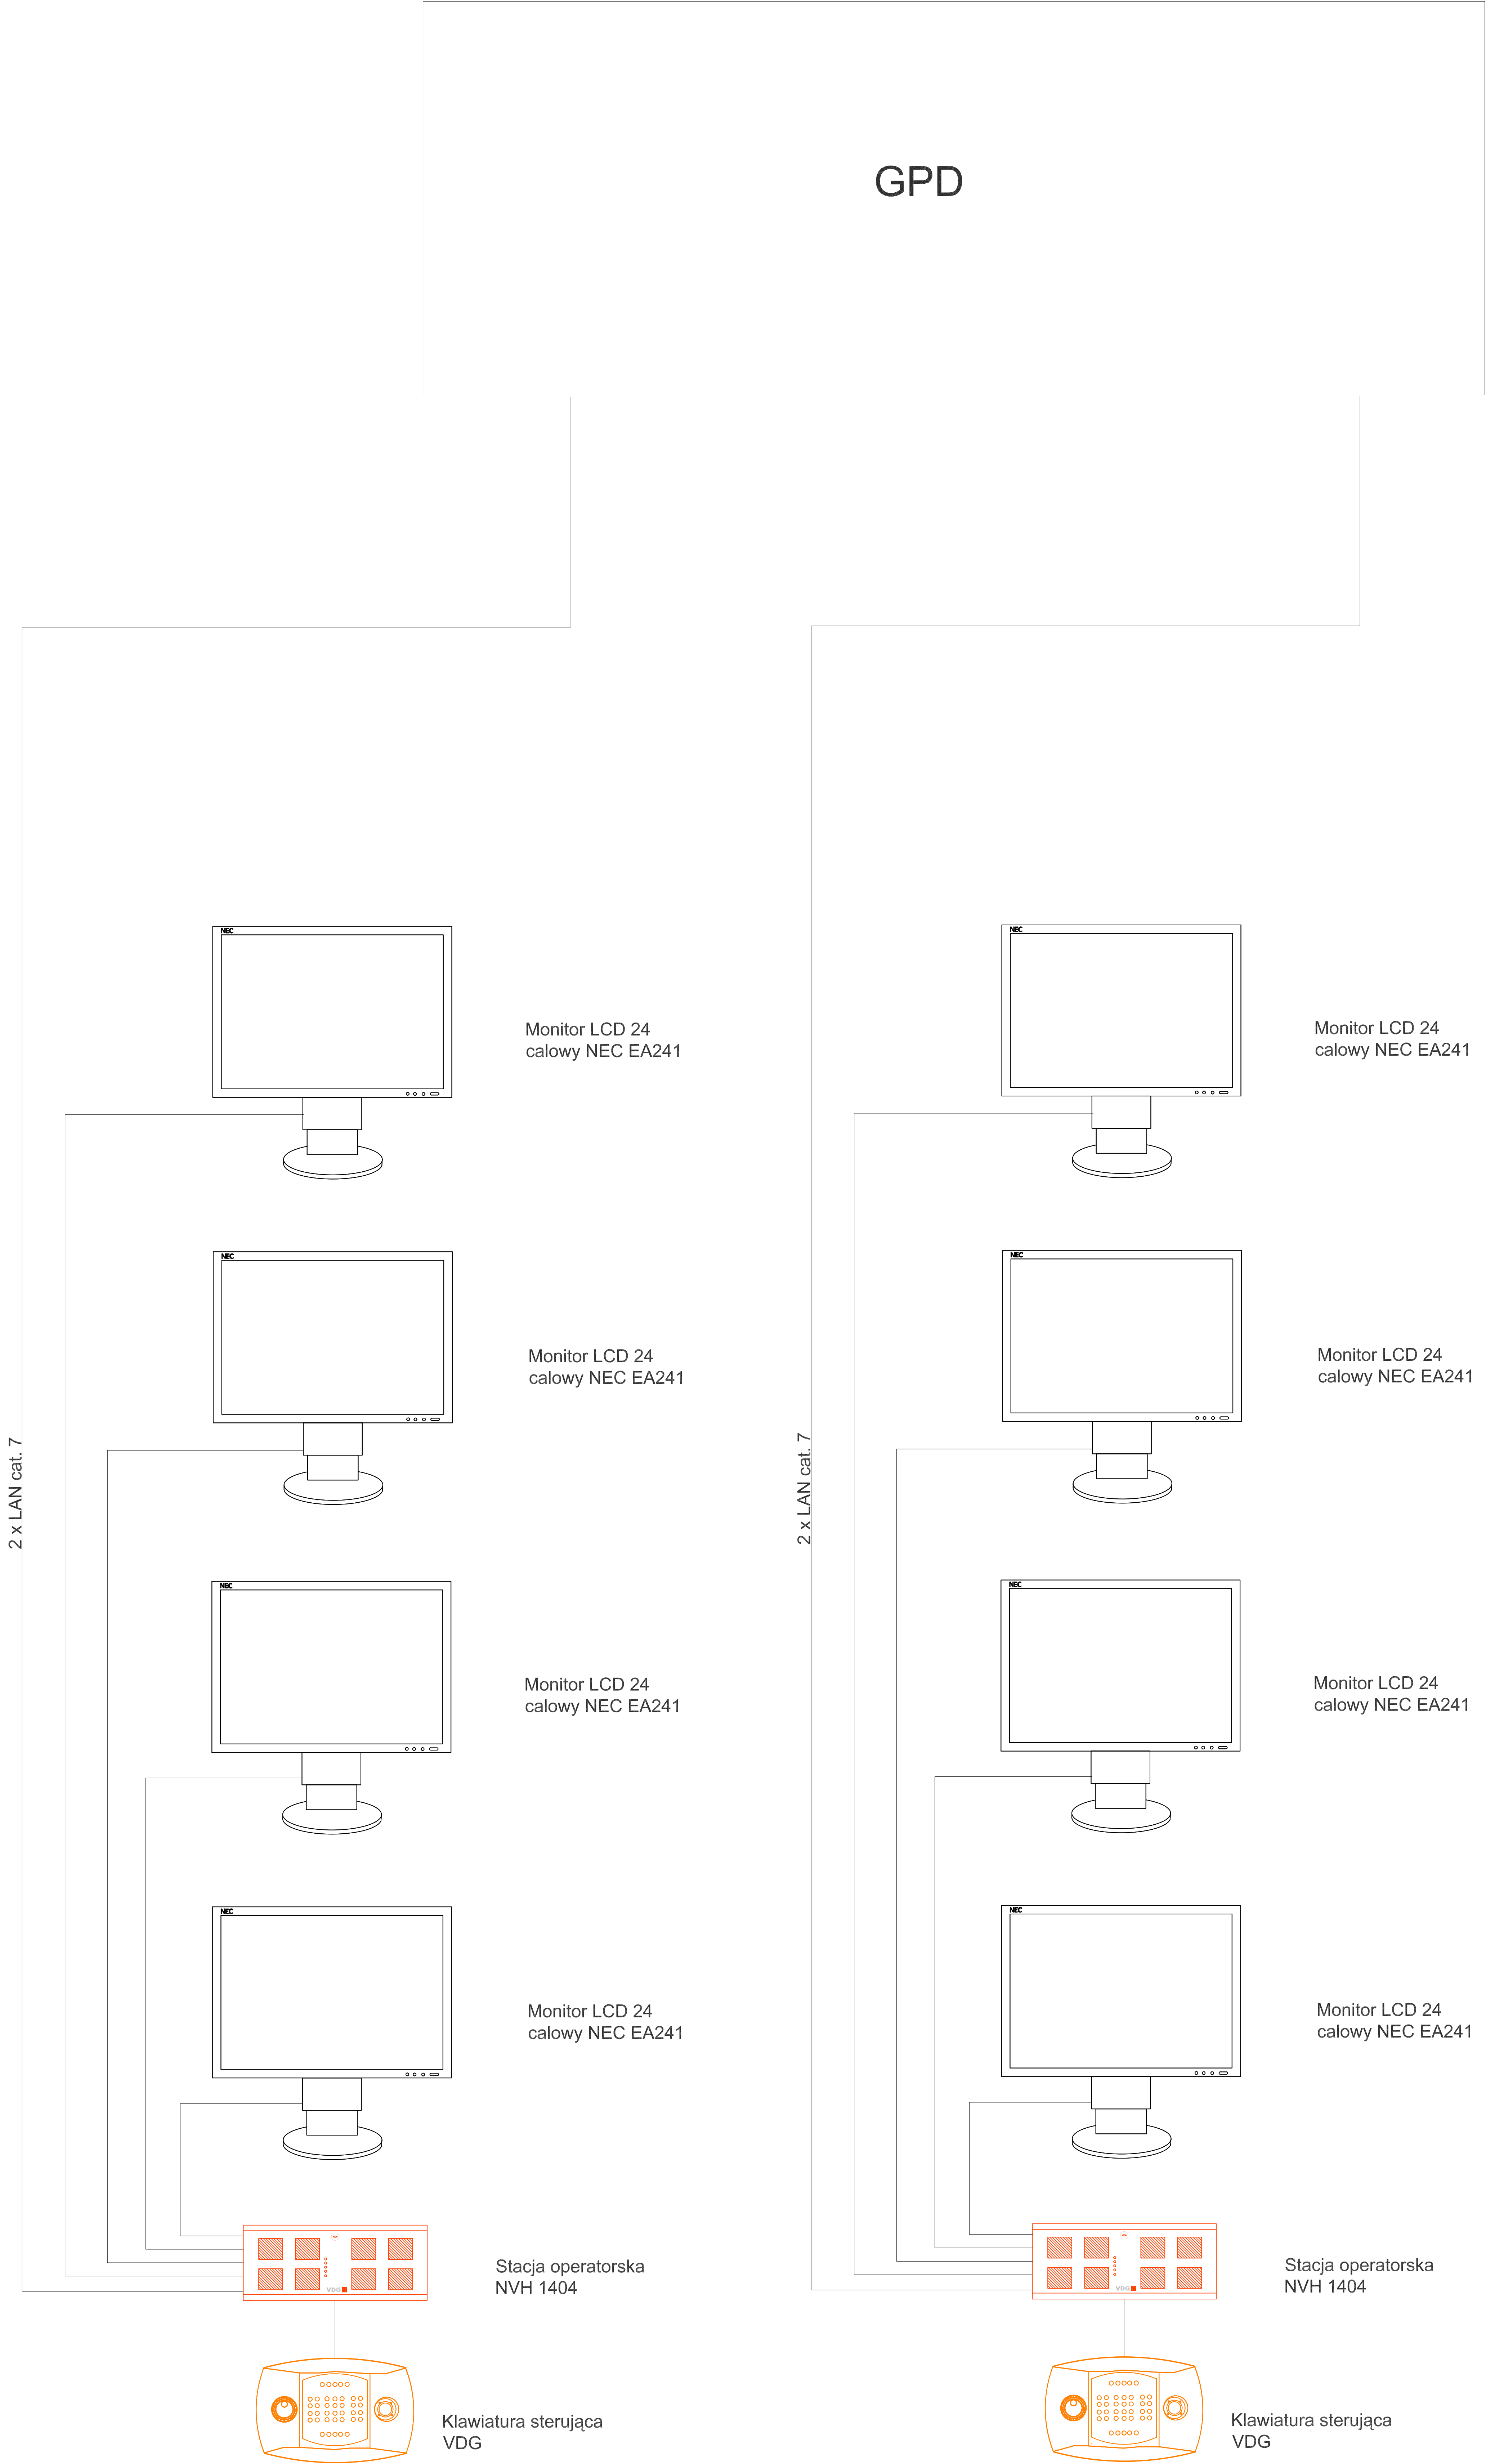 GPD
NEC
Monitor LCD 24
calowy NEC EA241
NEC
Monitor LCD 24
calowy NEC EA241
NEC
Monitor LCD 24
calowy NEC EA241
NEC
Monitor LCD 24
calowy NEC EA241
2 x LAN cat. 7
2 x LAN cat. 7
NEC
Monitor LCD 24
calowy NEC EA241
NEC
Monitor LCD 24
calowy NEC EA241
NEC
Monitor LCD 24
calowy NEC EA241
NEC
Monitor LCD 24
calowy NEC EA241
VDG
Stacja operatorska
NVH 1404
VDG
Stacja operatorska
NVH 1404
Klawiatura sterująca
VDG
Klawiatura sterująca
VDG